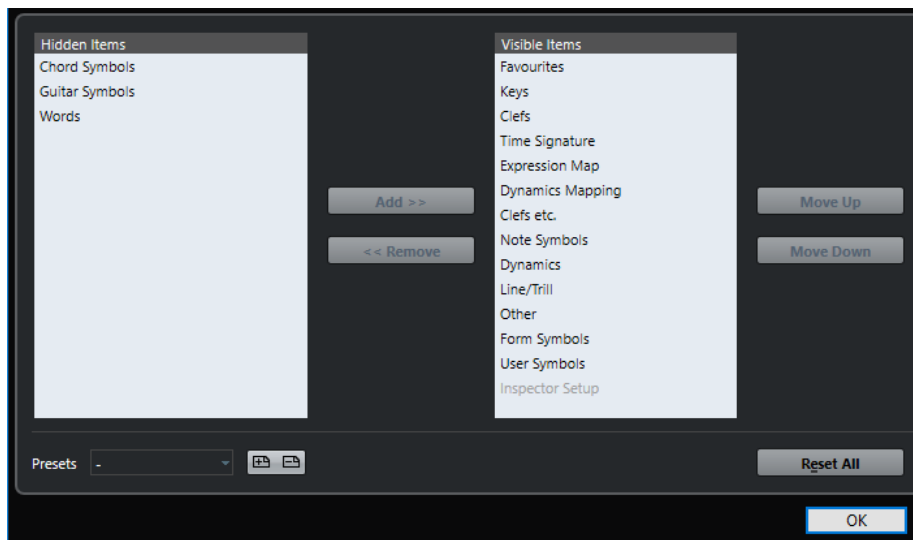 Hidden Items
Chord Symbols
Guitar Symbols
Words
Add >>
<< Remove
Visible Items
Favourites
Keys
Clefs
Time Signature
Expression Map
Dynamics Mapping
Clefs etc.
Note Symbols
Dynamics
Line/Trill
Other
Form Symbols
User Symbols
Inspector Setup
Move Up
Move Down
Presets -
Reset All
OK